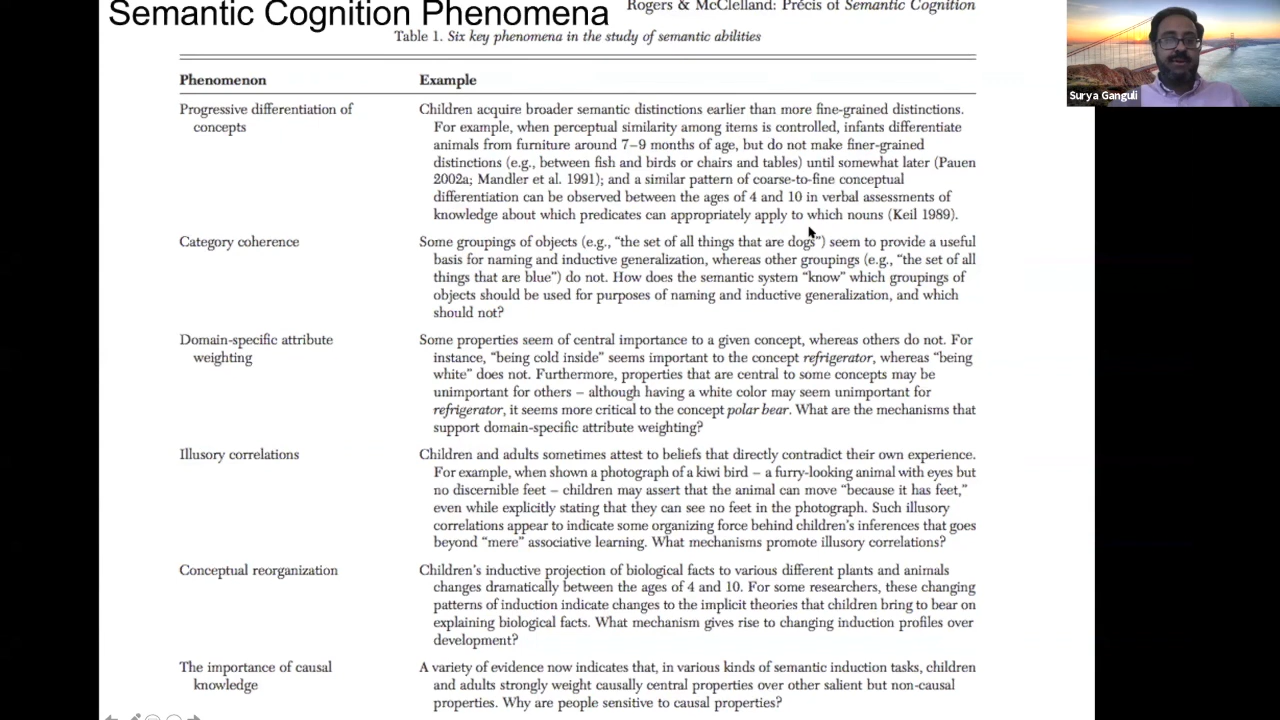 Semantic Cognition Phenomena
Rogers & McClelland: Précis of Semantic Cognition
Table 1. Six key phenomena in the study of semantic abilities
Phenomenon
Example
Progressive differentiation of
concepts
Children acquire broader semantic distinctions earlier than more fine-grained distinctions.
For example, when perceptual similarity among items is controlled, infants differentiate
animals from furniture around 7–9 months of age, but do not make finer-grained
distinctions (e.g., between fish and birds or chairs and tables) until somewhat later (Pauen
2002a; Mandler et al. 1991); and a similar pattern of coarse-to-fine conceptual
differentiation can be observed between the ages of 4 and 10 in verbal assessments of
knowledge about which predicates can appropriately apply to which nouns (Keil 1989).
Category coherence
Some groupings of objects (e.g., “the set of all things that are dogs”) seem to provide a useful
basis for naming and inductive generalization, whereas other groupings (e.g., “the set of all
things that are blue”) do not. How does the semantic system “know” which groupings of
objects should be used for purposes of naming and inductive generalization, and which
should not?
Domain-specific attribute
weighting
Some properties seem of central importance to a given concept, whereas others do not. For
instance, “being cold inside” seems important to the concept refrigerator, whereas “being
white” does not. Furthermore, properties that are central to some concepts may be
unimportant for others – although having a white color may seem unimportant for
refrigerator, it seems more critical to the concept polar bear. What are the mechanisms that
support domain-specific attribute weighting?
Illusory correlations
Children and adults sometimes attest to beliefs that directly contradict their own experience.
For example, when shown a photograph of a kiwi bird – a furry-looking animal with eyes but
no discernible feet – children may assert that the animal can move “because it has feet,”
even while explicitly stating that they can see no feet in the photograph. Such illusory
correlations appear to indicate some organizing force behind children’s inferences that goes
beyond “mere” associative learning. What mechanisms promote illusory correlations?
Conceptual reorganization
Children’s inductive projection of biological facts to various different plants and animals
changes dramatically between the ages of 4 and 10. For some researchers, these changing
patterns of induction indicate changes to the implicit theories that children bring to bear on
explaining biological facts. What mechanism gives rise to changing induction profiles over
development?
The importance of causal
knowledge
A variety of evidence now indicates that, in various kinds of semantic induction tasks, children
and adults strongly weight causally central properties over other salient but non-causal
properties. Why are people sensitive to causal properties?
Surya Ganguli